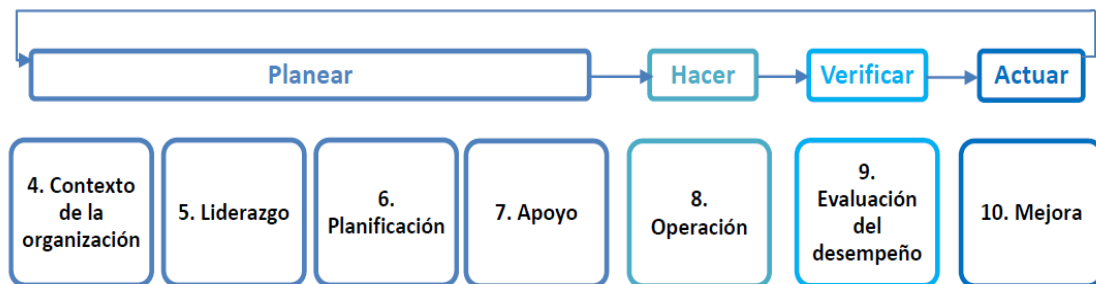 Planear
Hacer
Verificar
Actuar
4. Contexto
de la
organización
5. Liderazgo
6.
Planificación
7. Apoyo
8.
Operación
9.
Evaluación
del
desempeño
10. Mejora